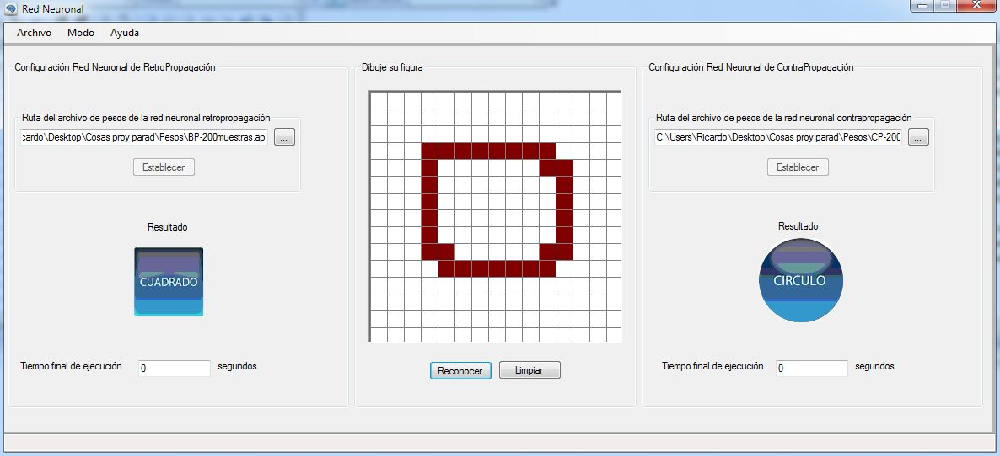 Red Neuronal
Archivo Modo Ayuda
Configuración Red Neuronal de RetroPropagación
Ruta del archivo de pesos de la red neuronal retropropagación
cardo\Desktop\Cosas proy parad\Pesos\BP-200muestras.ap
...
Establecer
Resultado
CUADRADO
Tiempo final de ejecución 0 segundos
Dibuje su figura
Reconocer Limpiar
Configuración Red Neuronal de ContraPropagación
Ruta del archivo de pesos de la red neuronal contrapropagación
C:\Users\Ricardo\Desktop\Cosas proy parad\Pesos\CP-200
...
Establecer
Resultado
CIRCULO
Tiempo final de ejecución 0 segundos